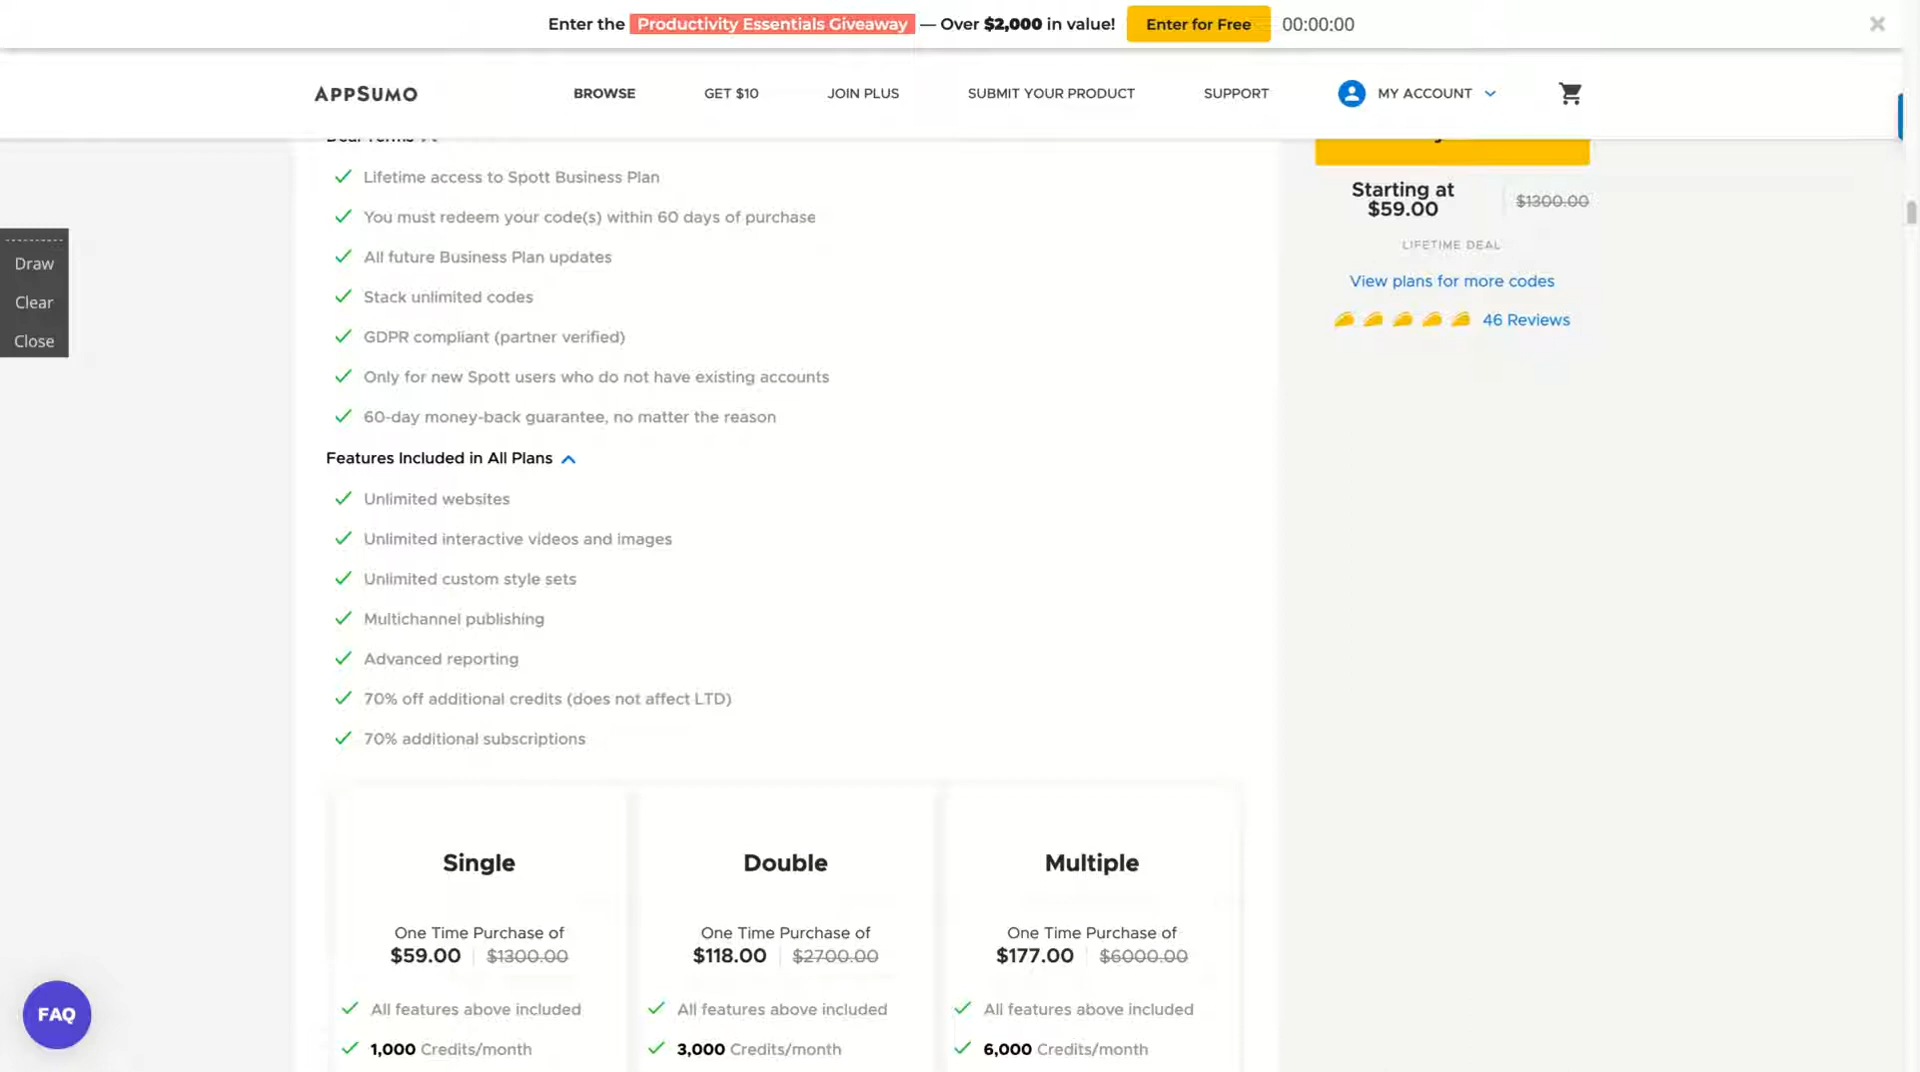 Enter the Productivity Essentials Giveaway — Over $2,000 in value! Enter for Free 00:00:00
APPSUMO BROWSE GET $10 JOIN PLUS SUBMIT YOUR PRODUCT SUPPORT MY ACCOUNT
Lifetime access to Spott Business Plan
You must redeem your code(s) within 60 days of purchase
All future Business Plan updates
Stack unlimited codes
GDPR compliant (partner verified)
Only for new Spott users who do not have existing accounts
60-day money-back guarantee, no matter the reason
Features Included in All Plans
Unlimited websites
Unlimited interactive videos and images
Unlimited custom style sets
Multichannel publishing
Advanced reporting
70% off additional credits (does not affect LTD)
70% additional subscriptions
Starting at
$59.00 $1300.00
LIFETIME DEAL
View plans for more codes
46 Reviews
Draw
Clear
Close
Single
One Time Purchase of
$59.00 $1300.00
All features above included
1,000 Credits/month
Double
One Time Purchase of
$118.00 $2700.00
All features above included
3,000 Credits/month
Multiple
One Time Purchase of
$177.00 $6000.00
All features above included
6,000 Credits/month
FAQ